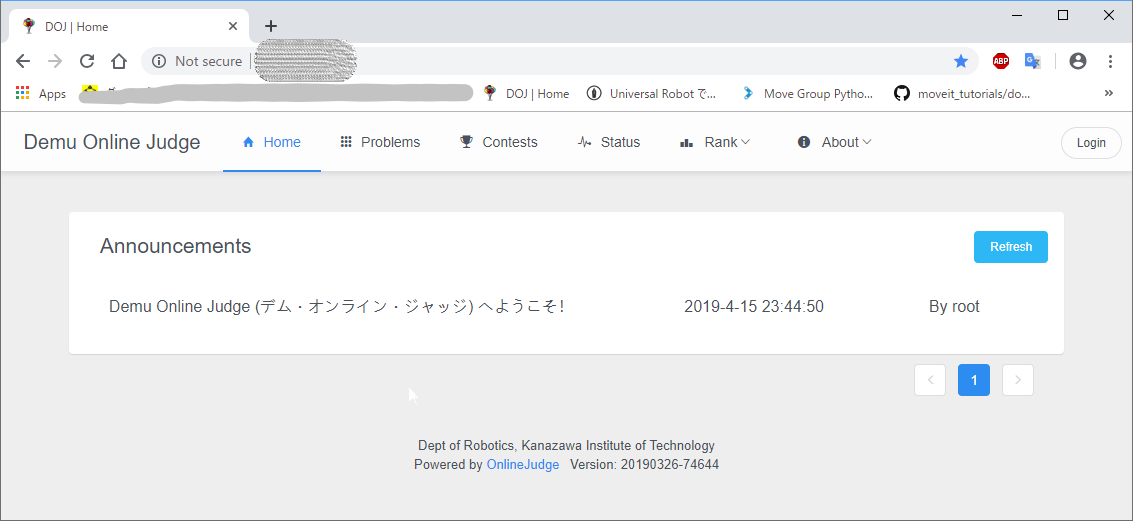 DOJ | Home
Not secure
Apps
DOJ | Home
Universal Robot で...
Move Group Pytho...
moveit_tutorials/do...
Demu Online Judge
Home
Problems
Contests
Status
Rank
About
Login
Announcements
Refresh
Demu Online Judge (デム・オンライン・ジャッジ) へようこそ!
2019-4-15 23:44:50
By root
1
Dept of Robotics, Kanazawa Institute of Technology
Powered by OnlineJudge Version: 20190326-74644